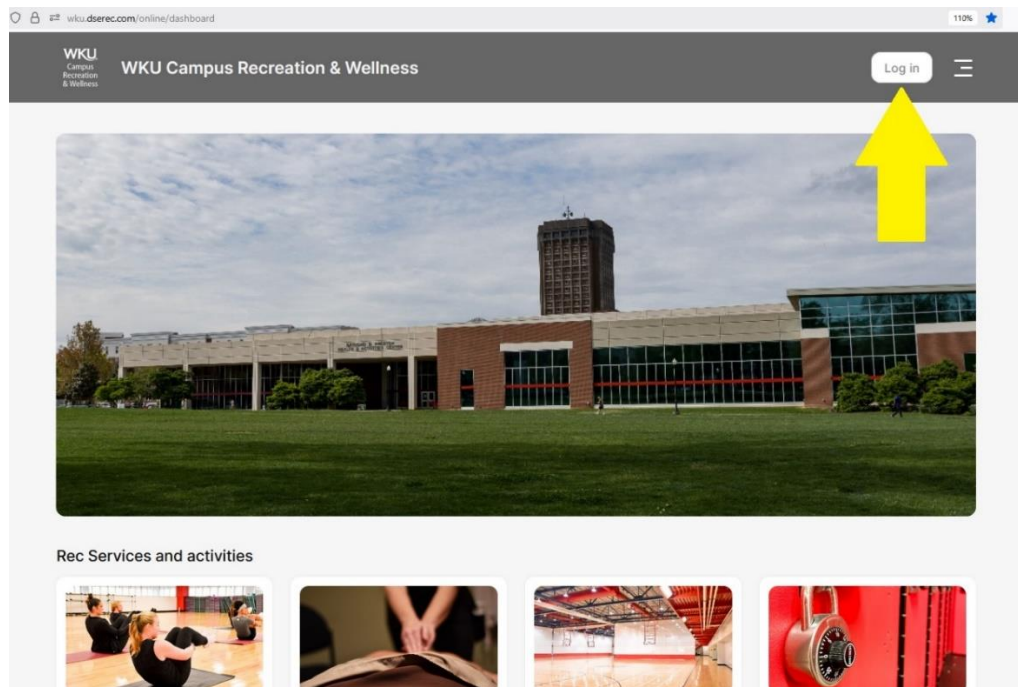 wku.dserec.com/online/dashboard
110%
WKU
Campus
Recreation
& Wellness
WKU Campus Recreation & Wellness
Log in
Rec Services and activities